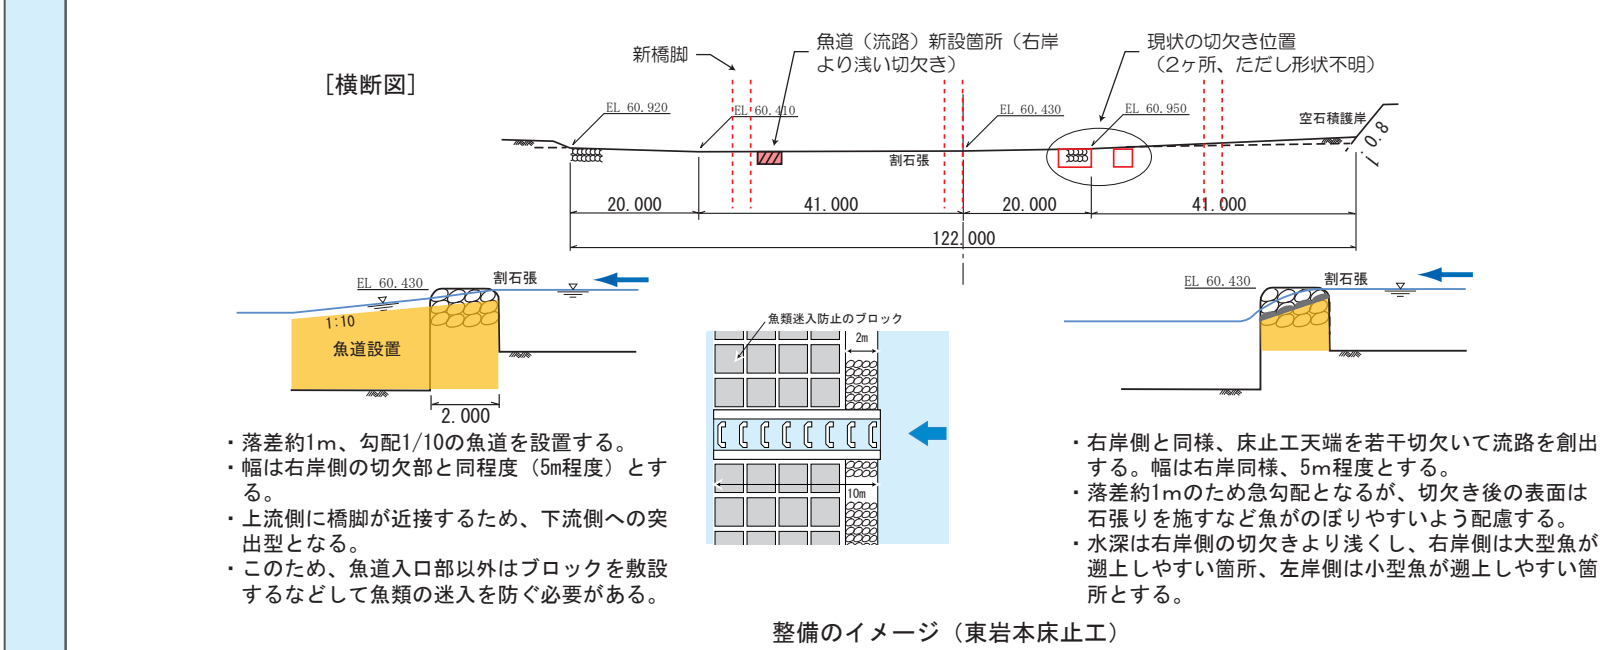 [横断図]
新橋脚
魚道（流路）新設箇所（右岸
より浅い切欠き）
現状の切欠き位置
（2ヶ所、ただし形状不明）
EL 60.920
EL 60.410
EL 60.430
EL 60.950
空石積護岸
1:0.8
割石張
20.000
41.000
20.000
41.000
122.000
EL 60.430
割石張
1:10
魚道設置
2.000
魚類迷入防止のブロック
2m
10m
EL 60.430
割石張
・落差約1m、勾配1/10の魚道を設置する。
・幅は右岸側の切欠部と同程度（5m程度）とす
る。
・上流側に橋脚が近接するため、下流側への突
出型となる。
・このため、魚道入口部以外はブロックを敷設
するなどして魚類の迷入を防ぐ必要がある。
・右岸側と同様、床止工天端を若干切欠いて流路を創出
する。幅は右岸同様、5m程度とする。
・落差約1mのため急勾配となるが、切欠き後の表面は
石張りを施すなど魚がのぼりやすいよう配慮する。
・水深は右岸側の切欠きより浅くし、右岸側は大型魚が
遡上しやすい箇所、左岸側は小型魚が遡上しやすい箇
所とする。
整備のイメージ（東岩本床止工）